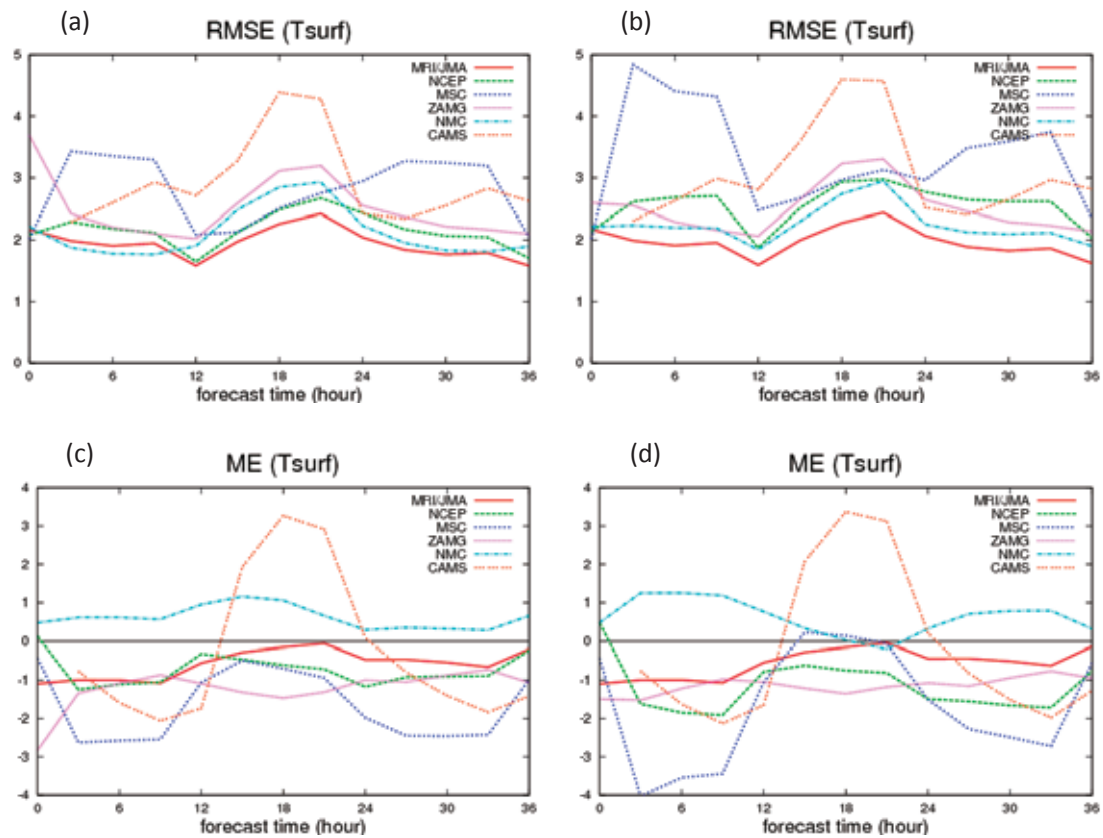 (a)
RMSE (Tsurf)
5
4
3
2
1
0
MRI/JMA
NCEP
MSC
ZAMG
NMC
CAMS
0 6 12 18 24 30 36
forecast time (hour)
(b)
RMSE (Tsurf)
5
4
3
2
1
0
MRI/JMA
NCEP
MSC
ZAMG
NMC
CAMS
0 6 12 18 24 30 36
forecast time (hour)
(c)
ME (Tsurf)
4
3
2
1
0
-1
-2
-3
-4
MRI/JMA
NCEP
MSC
ZAMG
NMC
CAMS
0 6 12 18 24 30 36
forecast time (hour)
(d)
ME (Tsurf)
4
3
2
1
0
-1
-2
-3
-4
MRI/JMA
NCEP
MSC
ZAMG
NMC
CAMS
0 6 12 18 24 30 36
forecast time (hour)